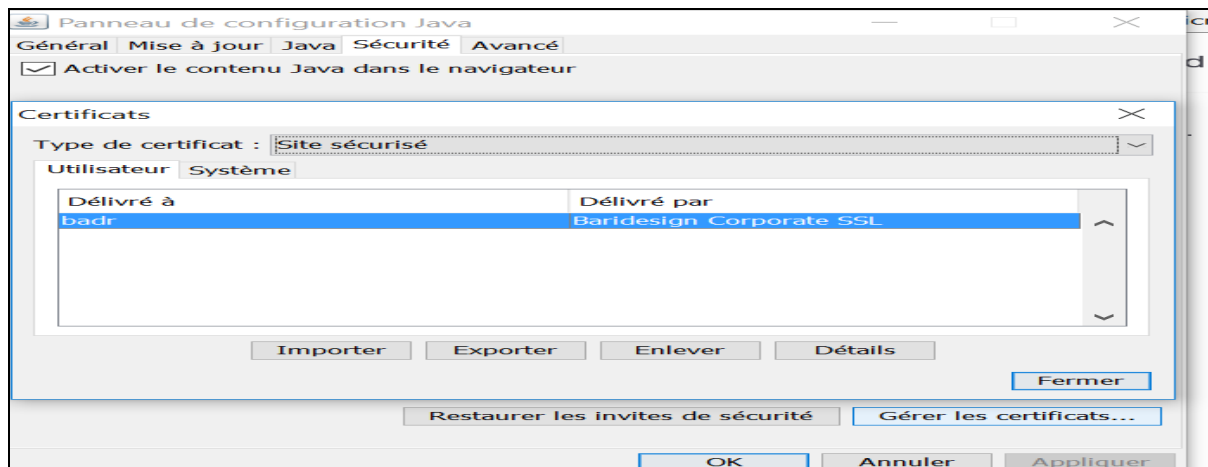 Panneau de configuration Java
Général Mise à jour Java Sécurité Avancé
Activer le contenu Java dans le navigateur
Certificats
Type de certificat : Site sécurisé
Utilisateur Système
Délivré à Délivré par
badr Baridesign Corporate SSL
Importer Exporter Enlever Détails
Fermer
Restaurer les invites de sécurité Gérer les certificats...
OK Annuler Appliquer